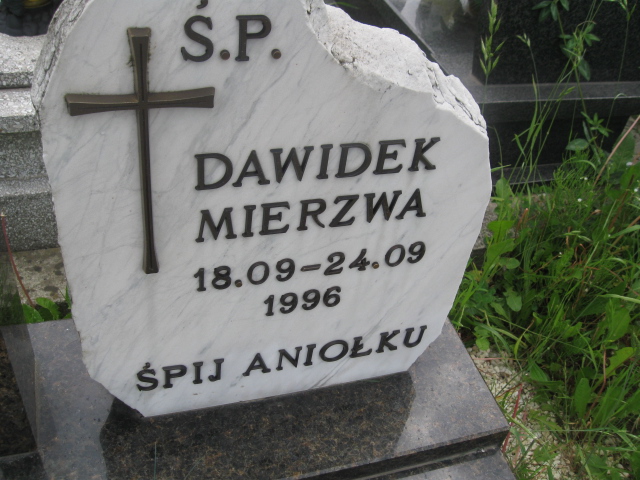 Ś.P.
DAWIDEK
MIERZWA
18.09-24.09
1996
ŚPIJ ANIOŁKU